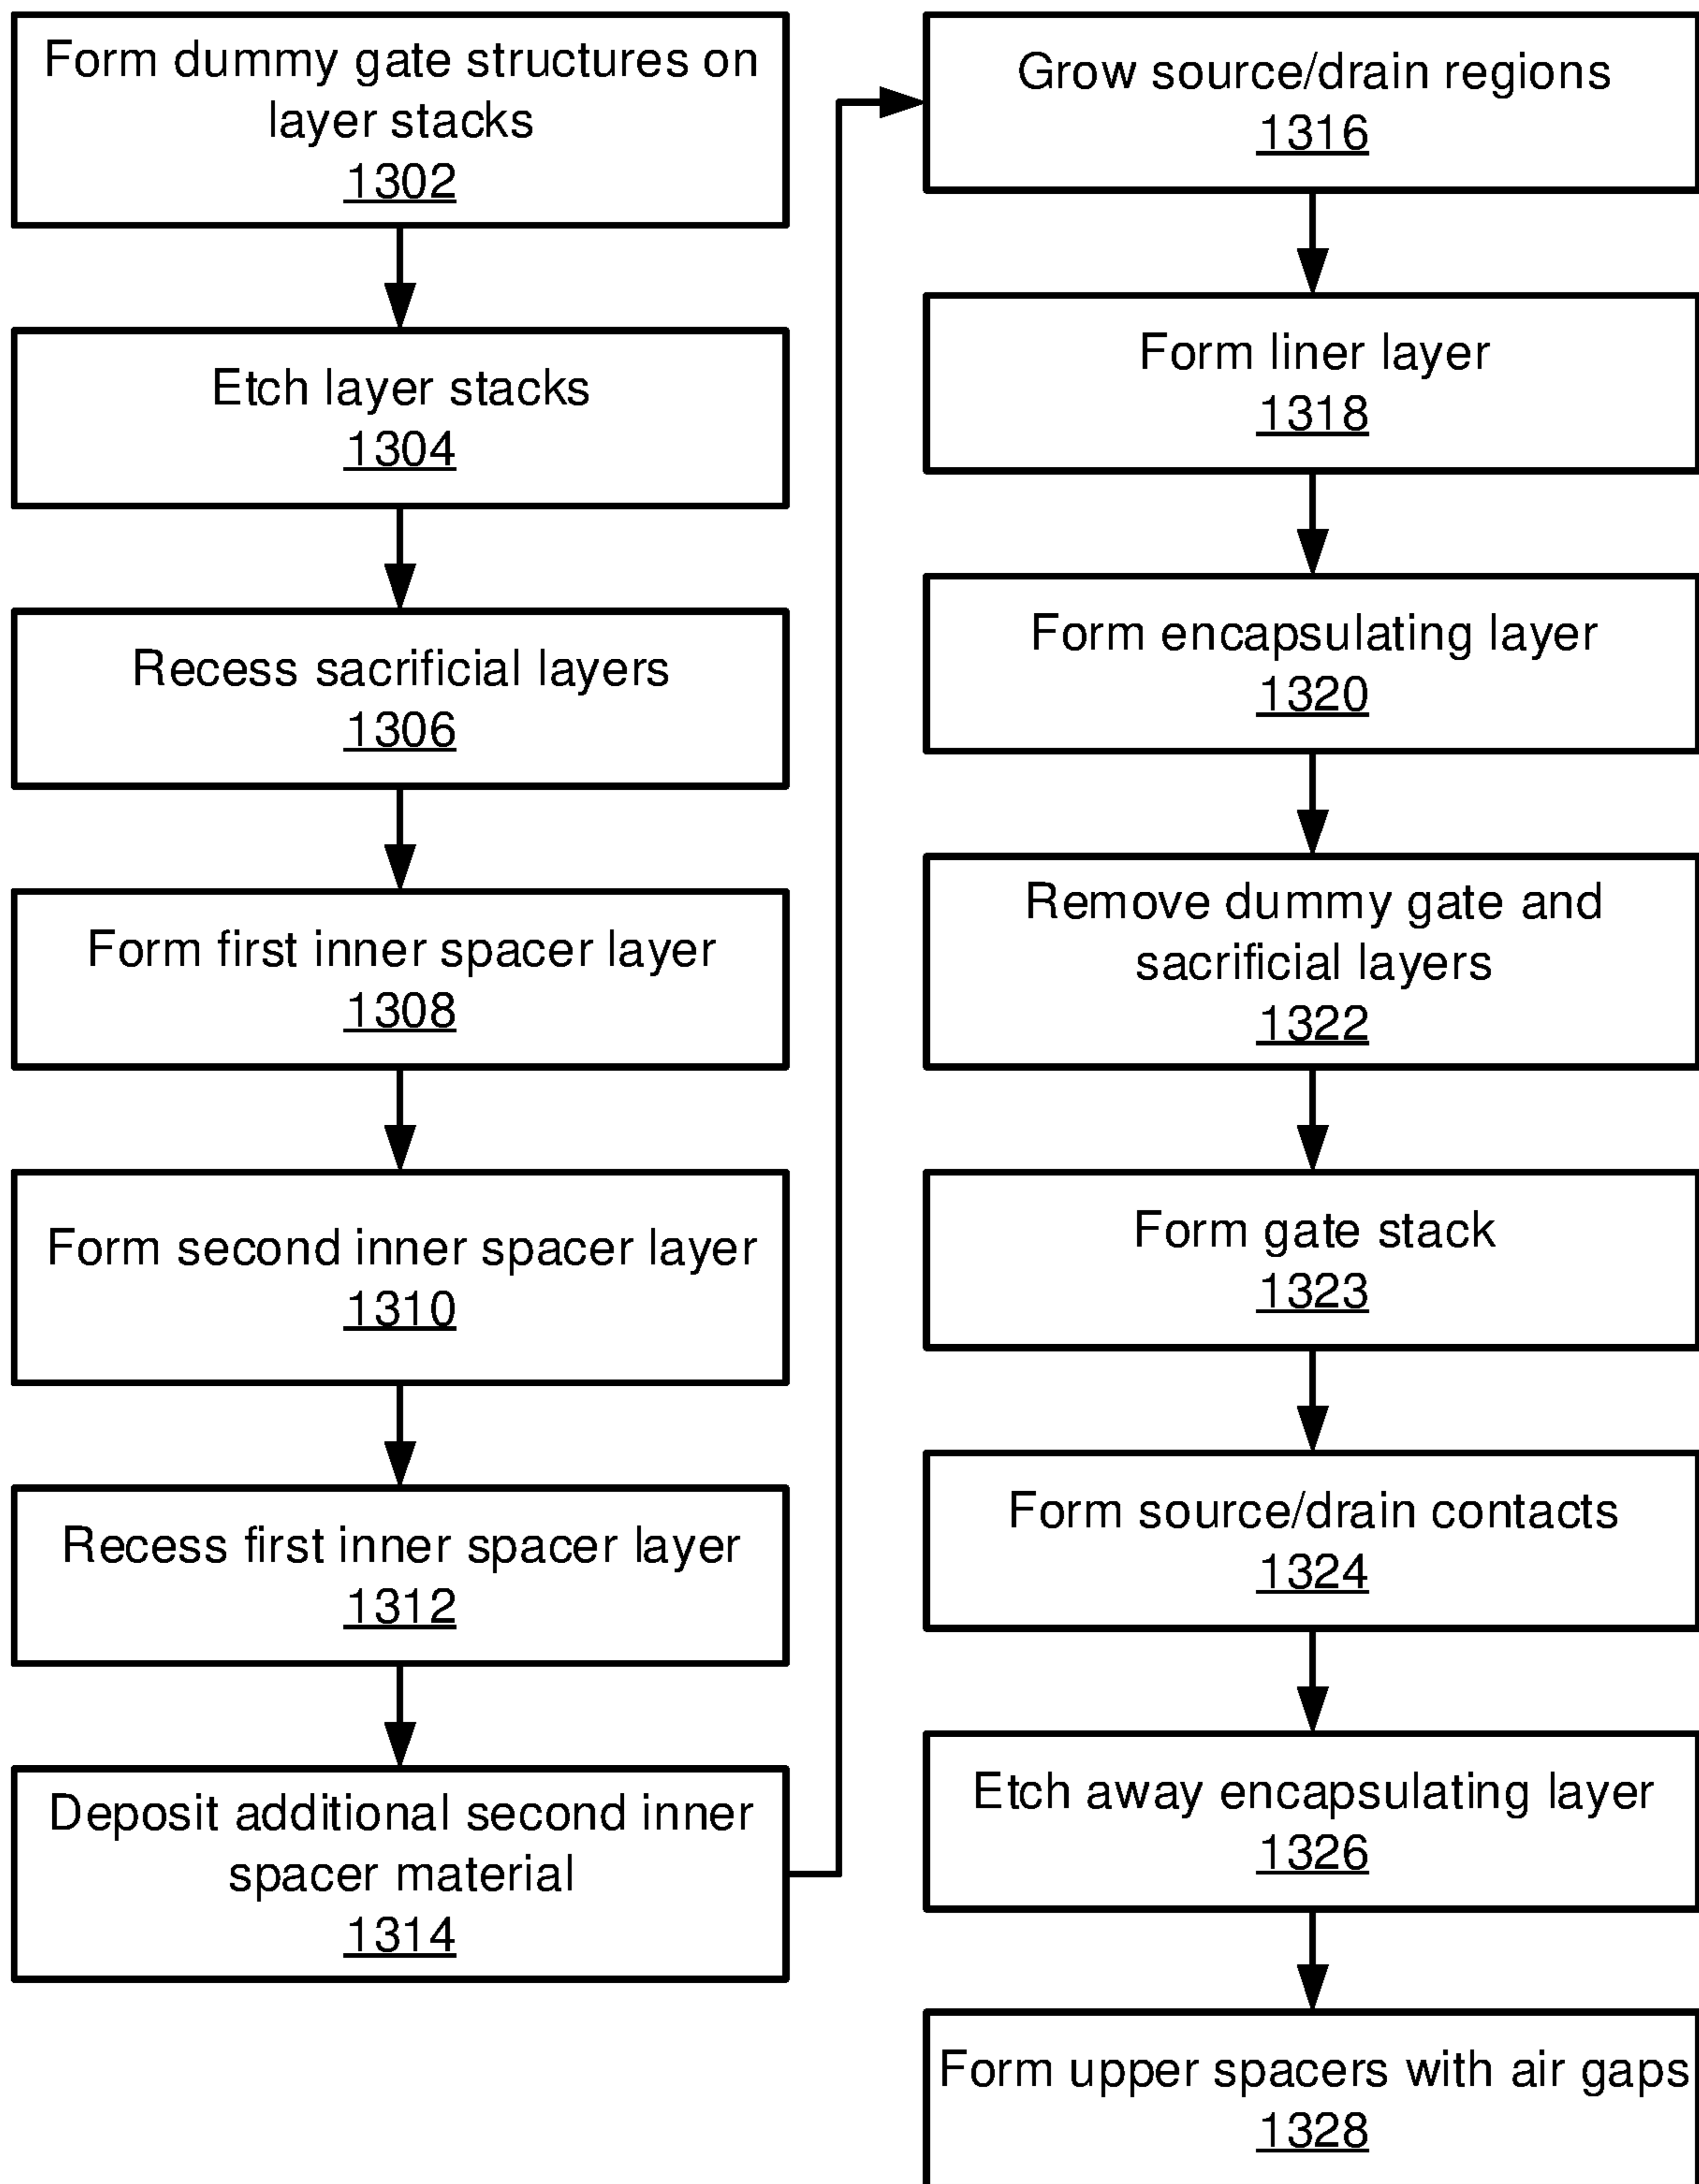 Form dummy gate structures on
layer stacks
1302
Etch layer stacks
1304
Recess sacrificial layers
1306
Form first inner spacer layer
1308
Form second inner spacer layer
1310
Recess first inner spacer layer
1312
Deposit additional second inner
spacer material
1314
Grow source/drain regions
1316
Form liner layer
1318
Form encapsulating layer
1320
Remove dummy gate and
sacrificial layers
1322
Form gate stack
1323
Form source/drain contacts
1324
Etch away encapsulating layer
1326
Form upper spacers with air gaps
1328